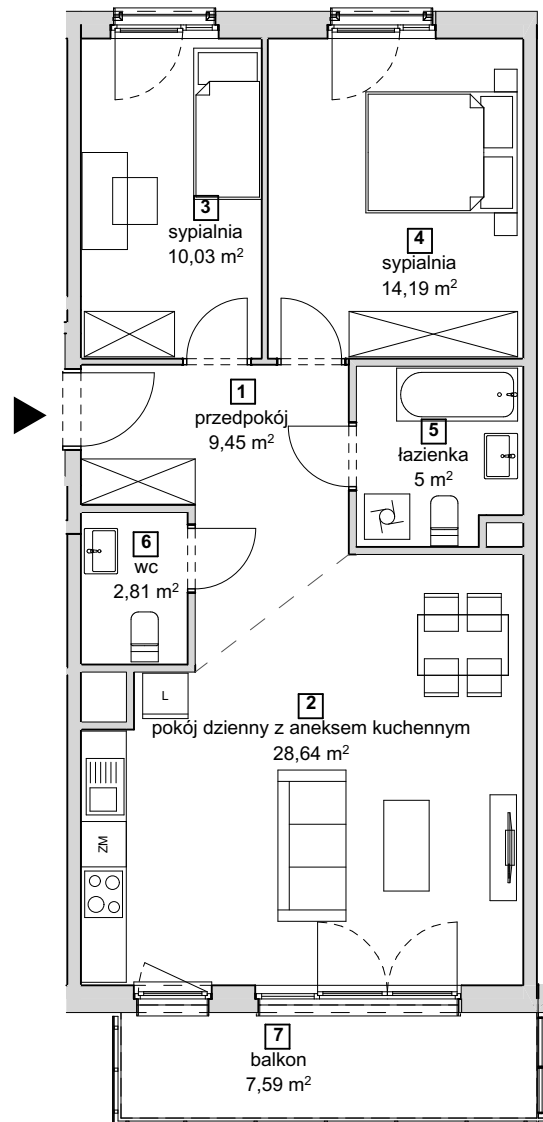 3
sypialnia
10,03 m²
4
sypialnia
14,19 m²
1
przedpokój
9,45 m²
5
łazienka
5 m²
6
wc
2,81 m²
L
2
pokój dzienny z aneksem kuchennym
28,64 m²
ZM
7
balkon
7,59 m²